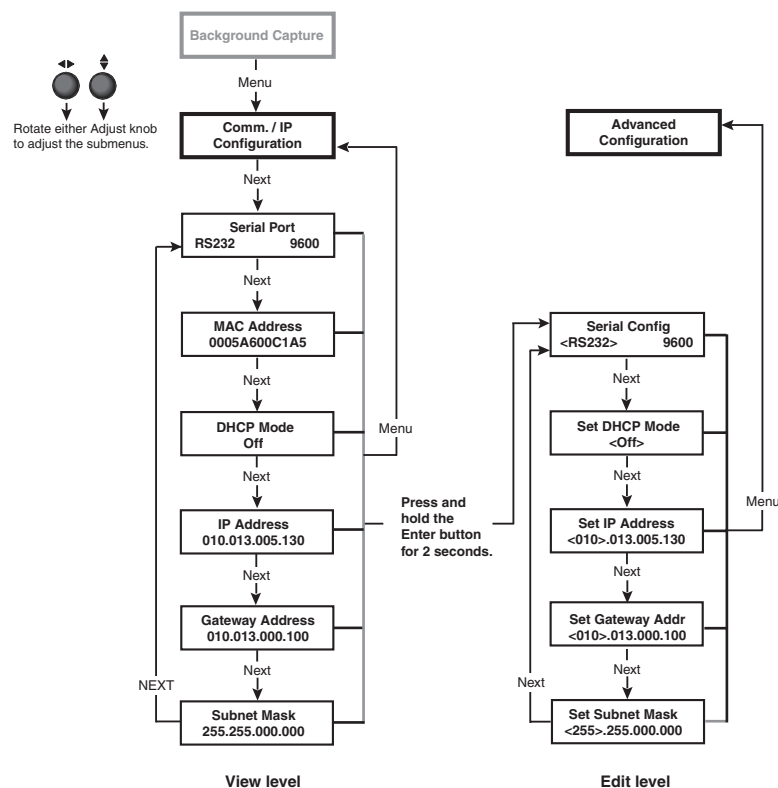 Background Capture
Menu
Rotate either Adjust knob
to adjust the submenus.
Comm. / IP
Configuration
Next
Serial Port
RS232 9600
Next
MAC Address
0005A600C1A5
Next
DHCP Mode
Off
Next
IP Address
010.013.005.130
Next
Gateway Address
010.013.000.100
Next
NEXT
Subnet Mask
255.255.000.000
View level
Menu
Press and
hold the
Enter button
for 2 seconds.
Advanced
Configuration
Serial Config
<RS232> 9600
Next
Set DHCP Mode
<Off>
Next
Set IP Address
<010>.013.005.130
Next
Set Gateway Addr
<010>.013.000.100
Next
Next
Set Subnet Mask
<255>.255.000.000
Menu
Edit level